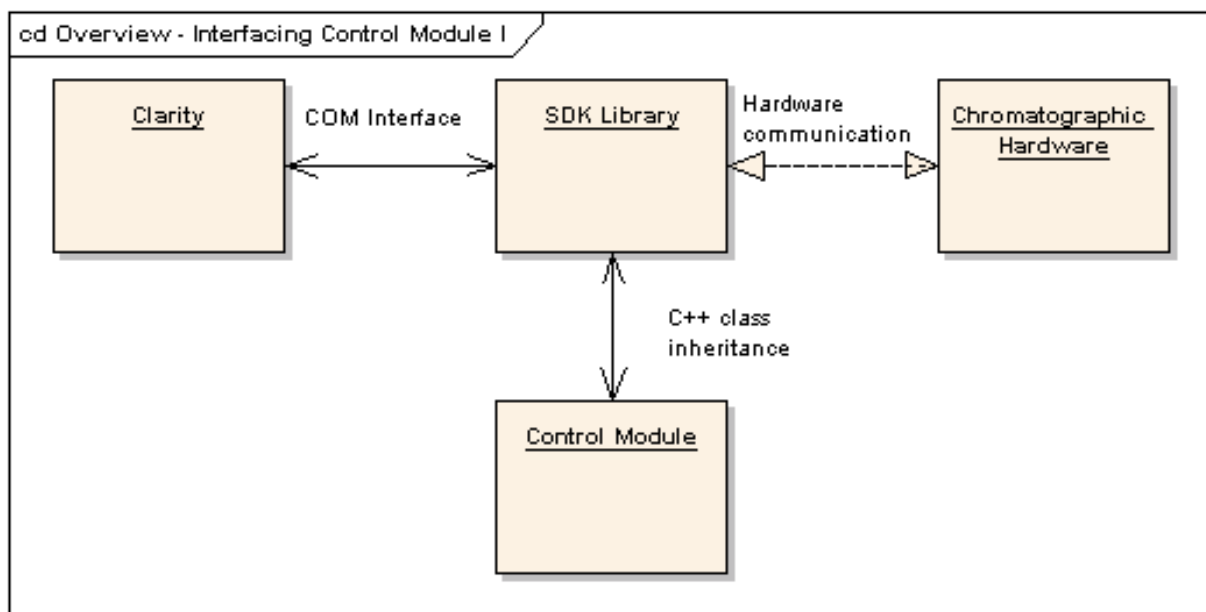 cd Overview - Interfacing Control Module I
Clarity
COM Interface
SDK Library
Hardware
communication
Chromatographic
Hardware
C++ class
inheritance
Control Module